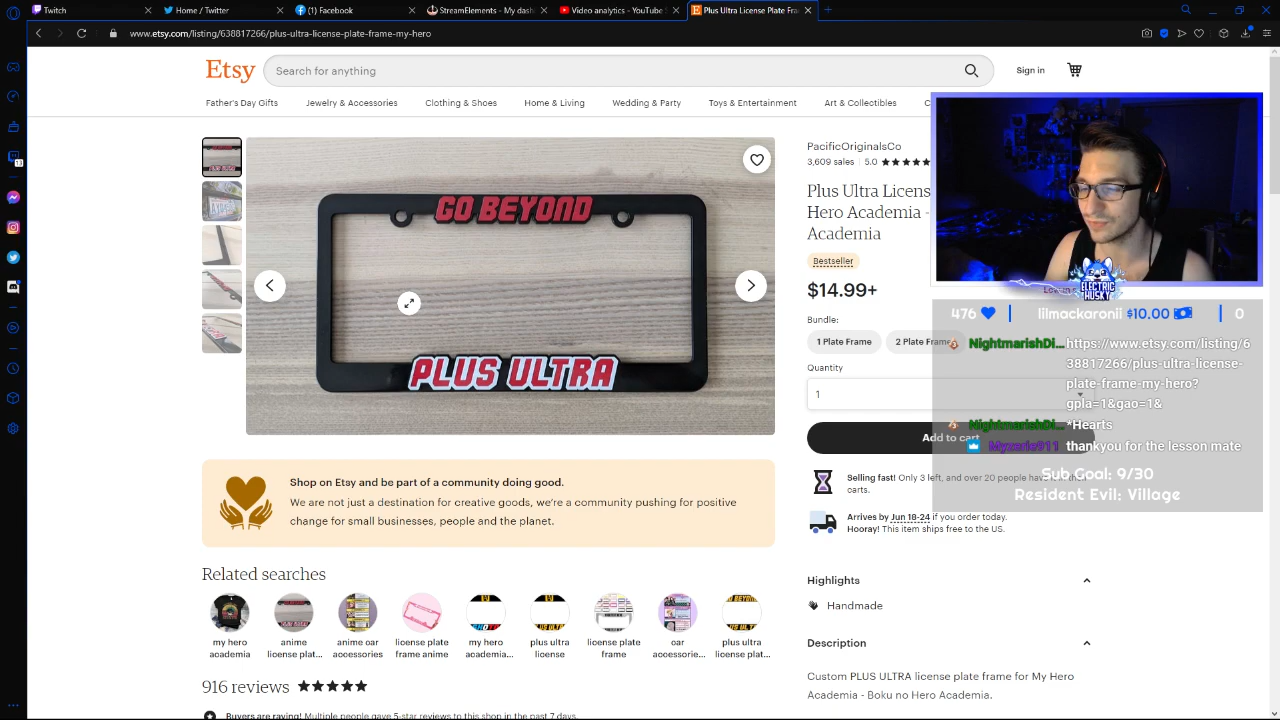 Twitch
Home / Twitter
(1) Facebook
StreamElements - My dash
Video analytics - YouTube S
Plus Ultra License Plate Frame
www.etsy.com/listing/638817266/plus-ultra-license-plate-frame-my-hero
Etsy
Search for anything
Sign in
Father's Day Gifts
Jewelry & Accessories
Clothing & Shoes
Home & Living
Wedding & Party
Toys & Entertainment
Art & Collectibles
GO BEYOND
PLUS ULTRA
PacificOriginalsCo
3,609 sales | 5.0
Plus Ultra Licens
Hero Academia -
Academia
Bestseller
$14.99+
Bundle:
1 Plate Frame
2 Plate Frame
Quantity
1
Add to cart
Selling fast! Only 3 left, and over 20 people have
carts.
Arrives by Jun 18-24 if you order today.
Hooray! This item ships free to the US.
Highlights
Handmade
Description
Custom PLUS ULTRA license plate frame for My Hero
Academia - Boku no Hero Academia.
ELECTRIC
HUSKY
476
lilmackaronii $10.00
0
NightmarishDi... https://www.etsy.com/listing/6
38817266/plus-ultra-license-
plate-frame-my-hero?
gpla=1&gao=1&
NightmarishDi... *Hearts
Myzeria911 thankyou for the lesson mate
Sub Goal: 9/30
Resident Evil: Village
Shop on Etsy and be part of a community doing good.
We are not just a destination for creative goods, we're a community pushing for positive
change for small businesses, people and the planet.
Related searches
my hero
academia
anime
license plat...
anime car
accessories
license plate
frame anime
my hero
academia...
plus ultra
license
license plate
frame
car
accessorie...
plus ultra
license plat...
916 reviews
Buyers are raving! Multiple people gave 5-star reviews to this shop in the past 7 days.